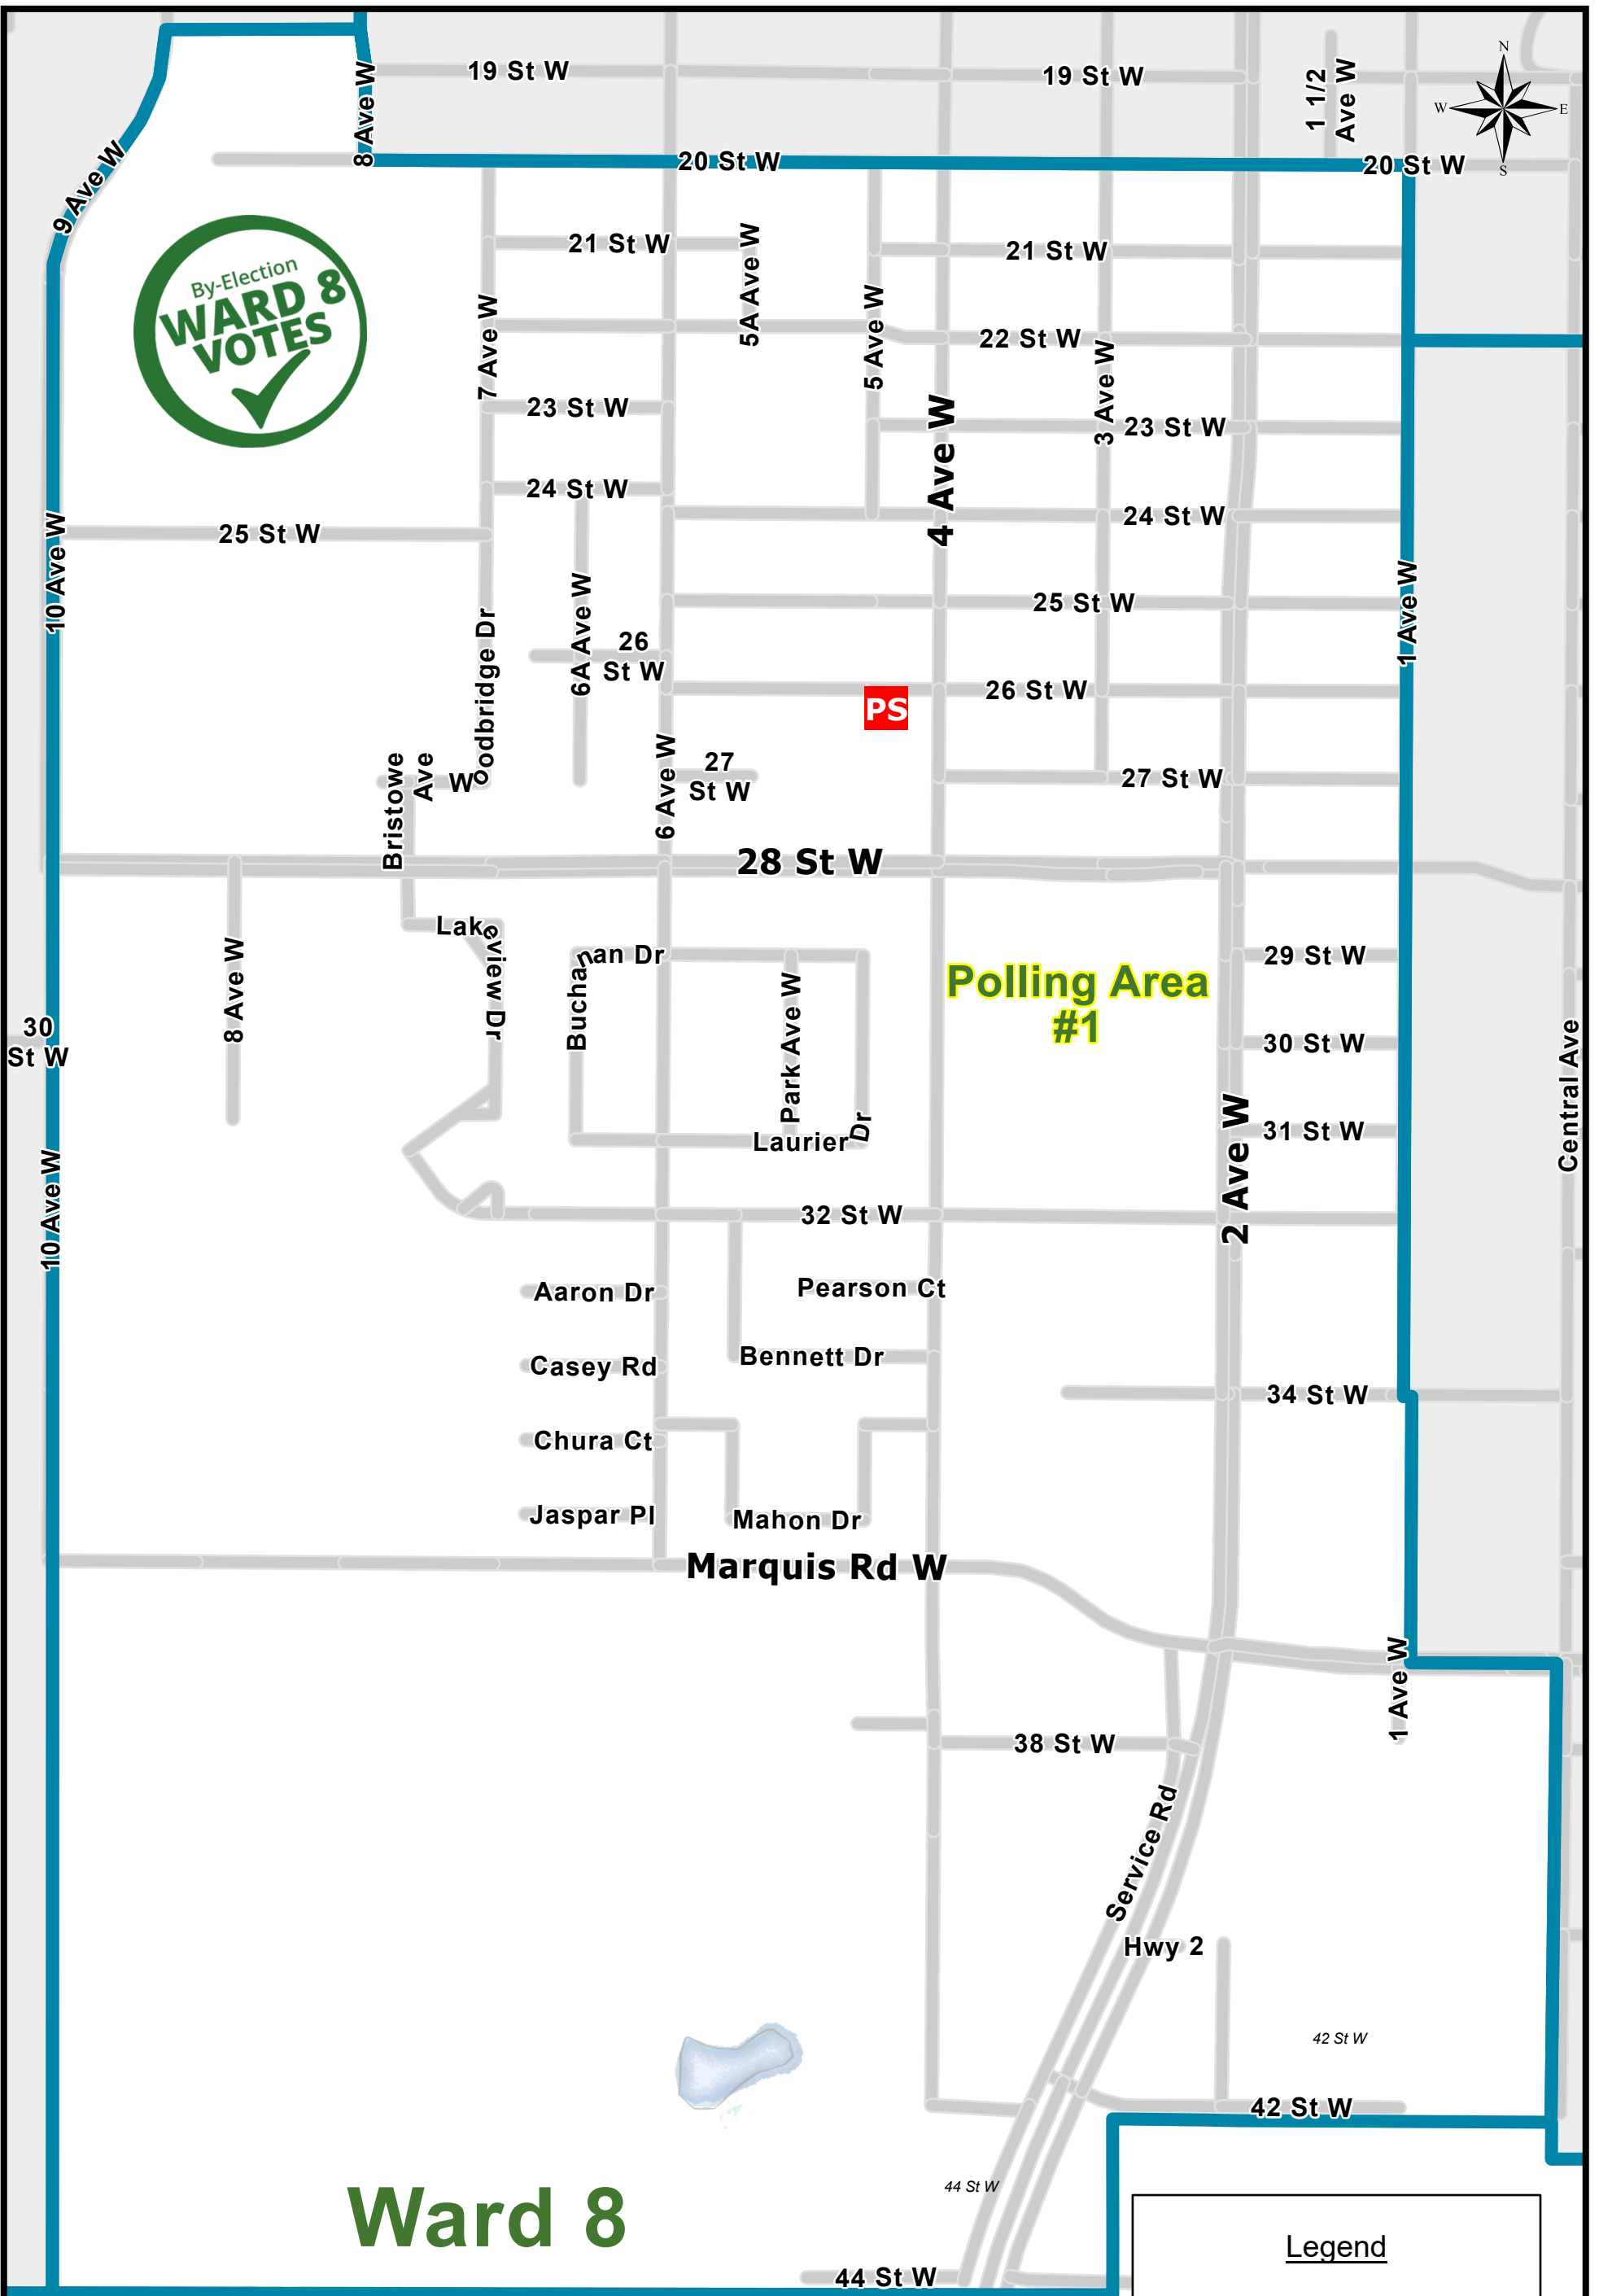 19 St W
19 St W
1 1/2
Ave W
N
W
E
S
8 Ave W
20 St W
20 St W
9 Ave W
By-Election
WARD 8
VOTES
21 St W
5A Ave W
21 St W
7 Ave W
5 Ave W
22 St W
3 Ave W
23 St W
4 Ave W
23 St W
24 St W
24 St W
25 St W
10 Ave W
6A Ave W
25 St W
1 Ave W
26
St W
Woodbridge Dr
26 St W
PS
Bristowe
Ave
6 Ave W
27
St W
27 St W
28 St W
Lakeview Dr
8 Ave W
Buchanan Dr
Park Ave W
Polling Area
#1
29 St W
30
St W
30 St W
Central Ave
Laurier Dr
31 St W
2 Ave W
10 Ave W
32 St W
Aaron Dr
Pearson Ct
Casey Rd
Bennett Dr
34 St W
Chura Ct
Jaspar Pl
Mahon Dr
Marquis Rd W
1 Ave W
38 St W
Service Rd
Hwy 2
42 St W
42 St W
44 St W
Ward 8
Legend
44 St W